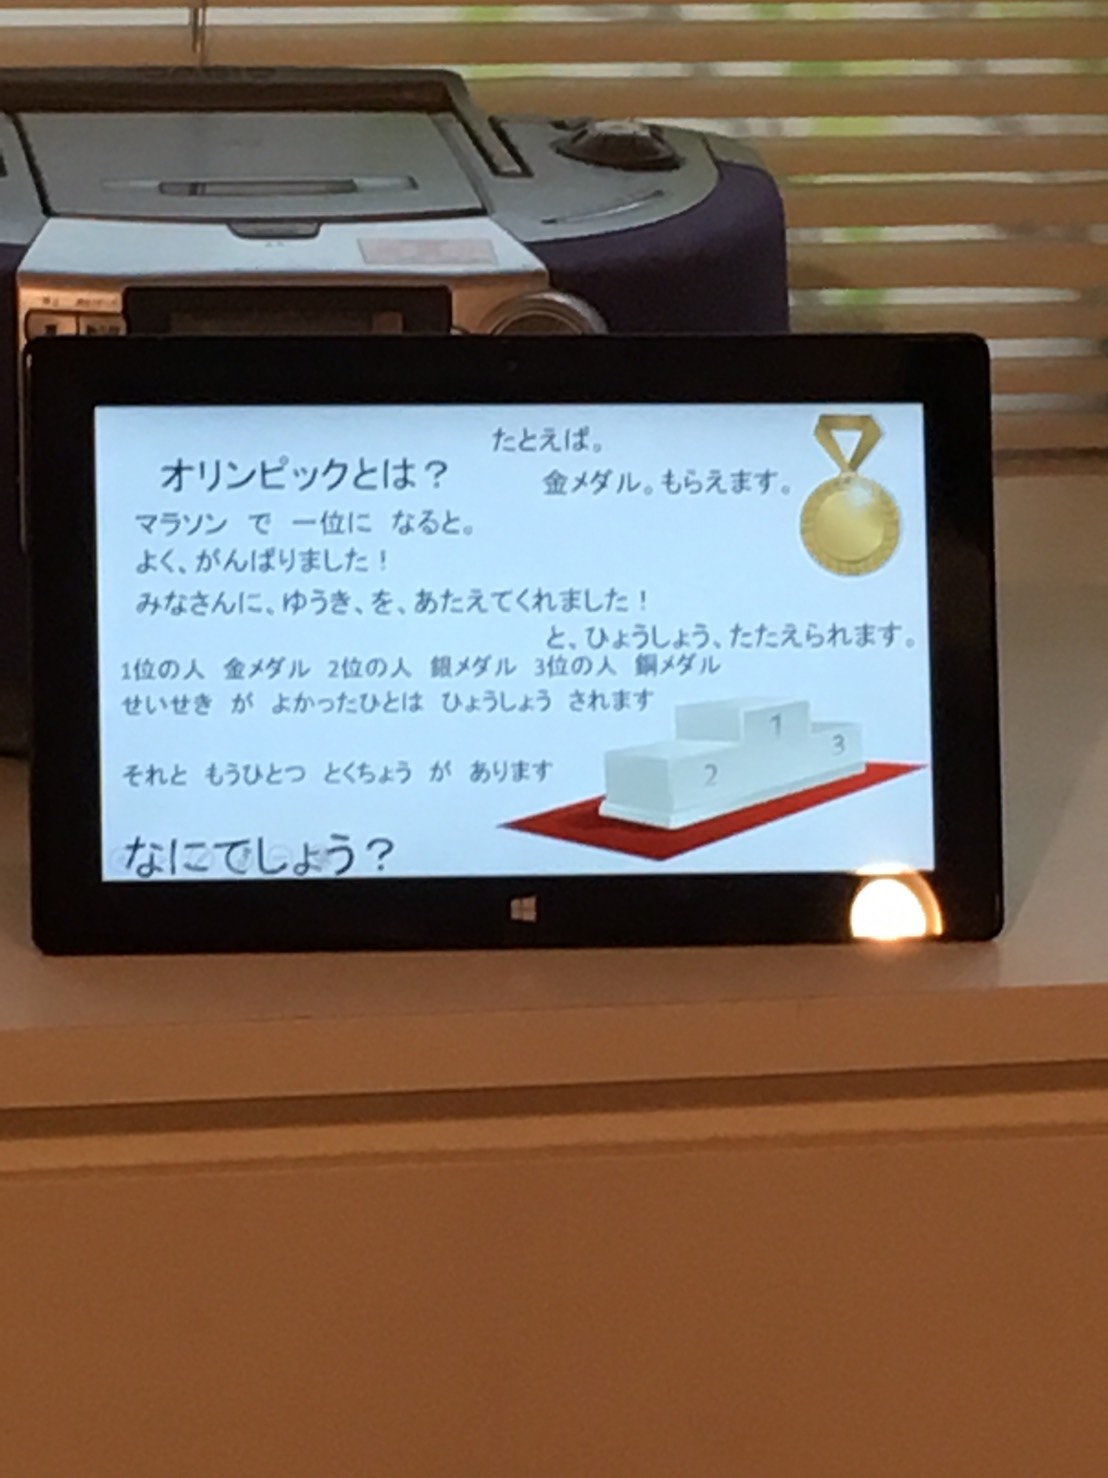 たとえば。
オリンピックとは？
金メダル。もらえます。
マラソン　で　一位に　なると。
よく、がんばりました！
みなさんに、ゆうき、を、あたえてくれました！
と、ひょうしょう、たたえられます。
1位の人　金メダル　2位の人　銀メダル　3位の人　銅メダル
せいせき　が　よかったひとは　ひょうしょう　されます
1
3
2
それと　もうひとつ　とくちょう　が　あります
なにでしょう？